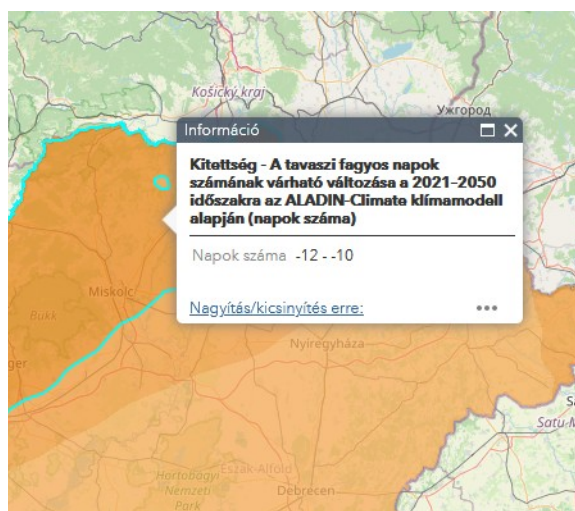 Košický kraj
Ужгород
Információ
Kitettség - A tavaszi fagyos napok
számának várható változása a 2021-2050
időszakra az ALADIN-Climate klímamodell
alapján (napok száma)
Napok száma -12 - -10
Nagyítás/kicsinyítés erre:
Miskolc
Bükk
Nyíregyháza
ger
Satu-M
Hortobágyi
Nemzeti
Park
Észak-Alföld
Debrecen